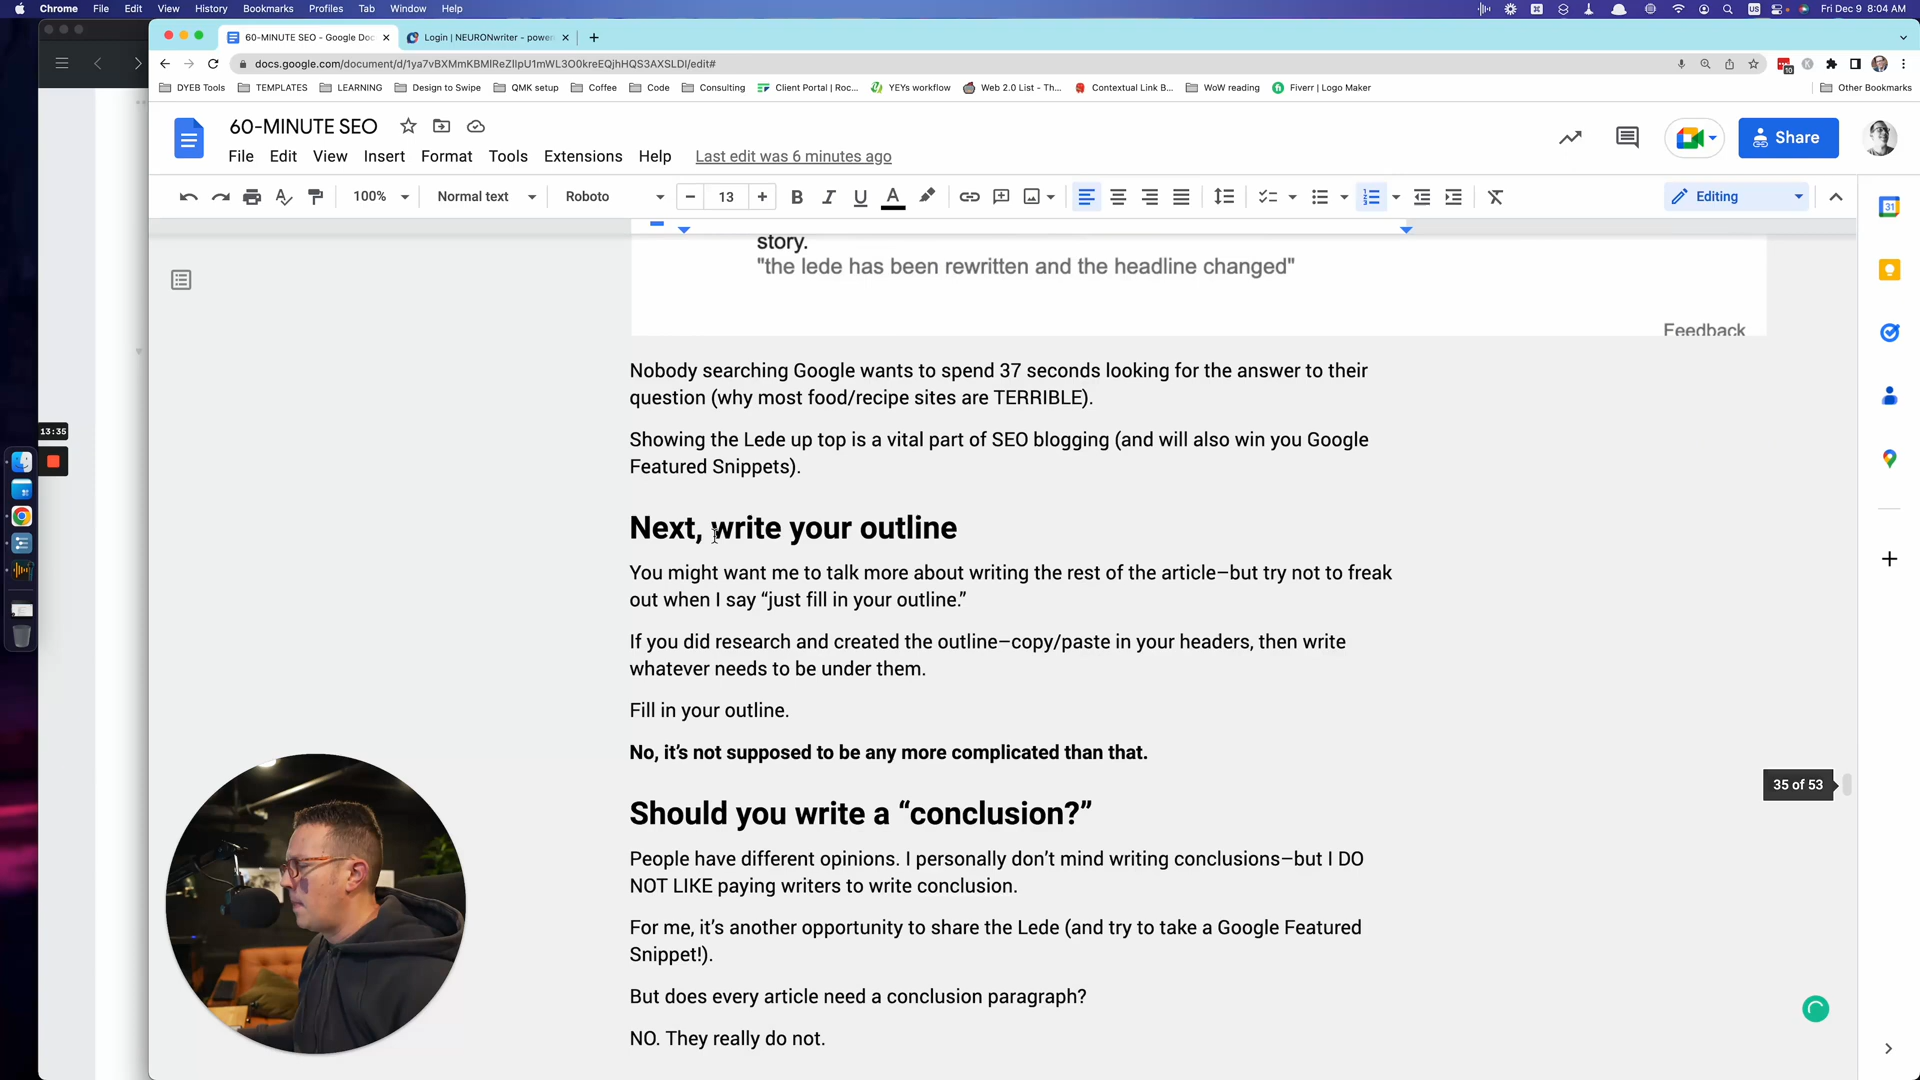 Chrome File Edit View History Bookmarks Profiles Tab Window Help
US
Fri Dec 9 8:04 AM
60-MINUTE SEO - Google Doc
Login | NEURONwriter - power
docs.google.com/document/d/1ya7vBXMmKBMIReZIlpU1mWL3O0kreEQjhHQS3AXSLDI/edit#
10
DYEB Tools TEMPLATES LEARNING Design to Swipe QMK setup Coffee Code Consulting Client Portal | Roc... YEYs workflow Web 2.0 List - Th... Contextual Link B... WoW reading Fiverr | Logo Maker Other Bookmarks
60-MINUTE SEO
File Edit View Insert Format Tools Extensions Help Last edit was 6 minutes ago
Share
100% Normal text Roboto 13 Editing
31
story.
"the lede has been rewritten and the headline changed"
Feedback
Nobody searching Google wants to spend 37 seconds looking for the answer to their
question (why most food/recipe sites are TERRIBLE).
13:35
Showing the Lede up top is a vital part of SEO blogging (and will also win you Google
Featured Snippets).
Next, write your outline
You might want me to talk more about writing the rest of the article–but try not to freak
out when I say “just fill in your outline.”
If you did research and created the outline–copy/paste in your headers, then write
whatever needs to be under them.
Fill in your outline.
No, it’s not supposed to be any more complicated than that.
35 of 53
Should you write a “conclusion?”
People have different opinions. I personally don’t mind writing conclusions–but I DO
NOT LIKE paying writers to write conclusion.
For me, it’s another opportunity to share the Lede (and try to take a Google Featured
Snippet!).
But does every article need a conclusion paragraph?
NO. They really do not.